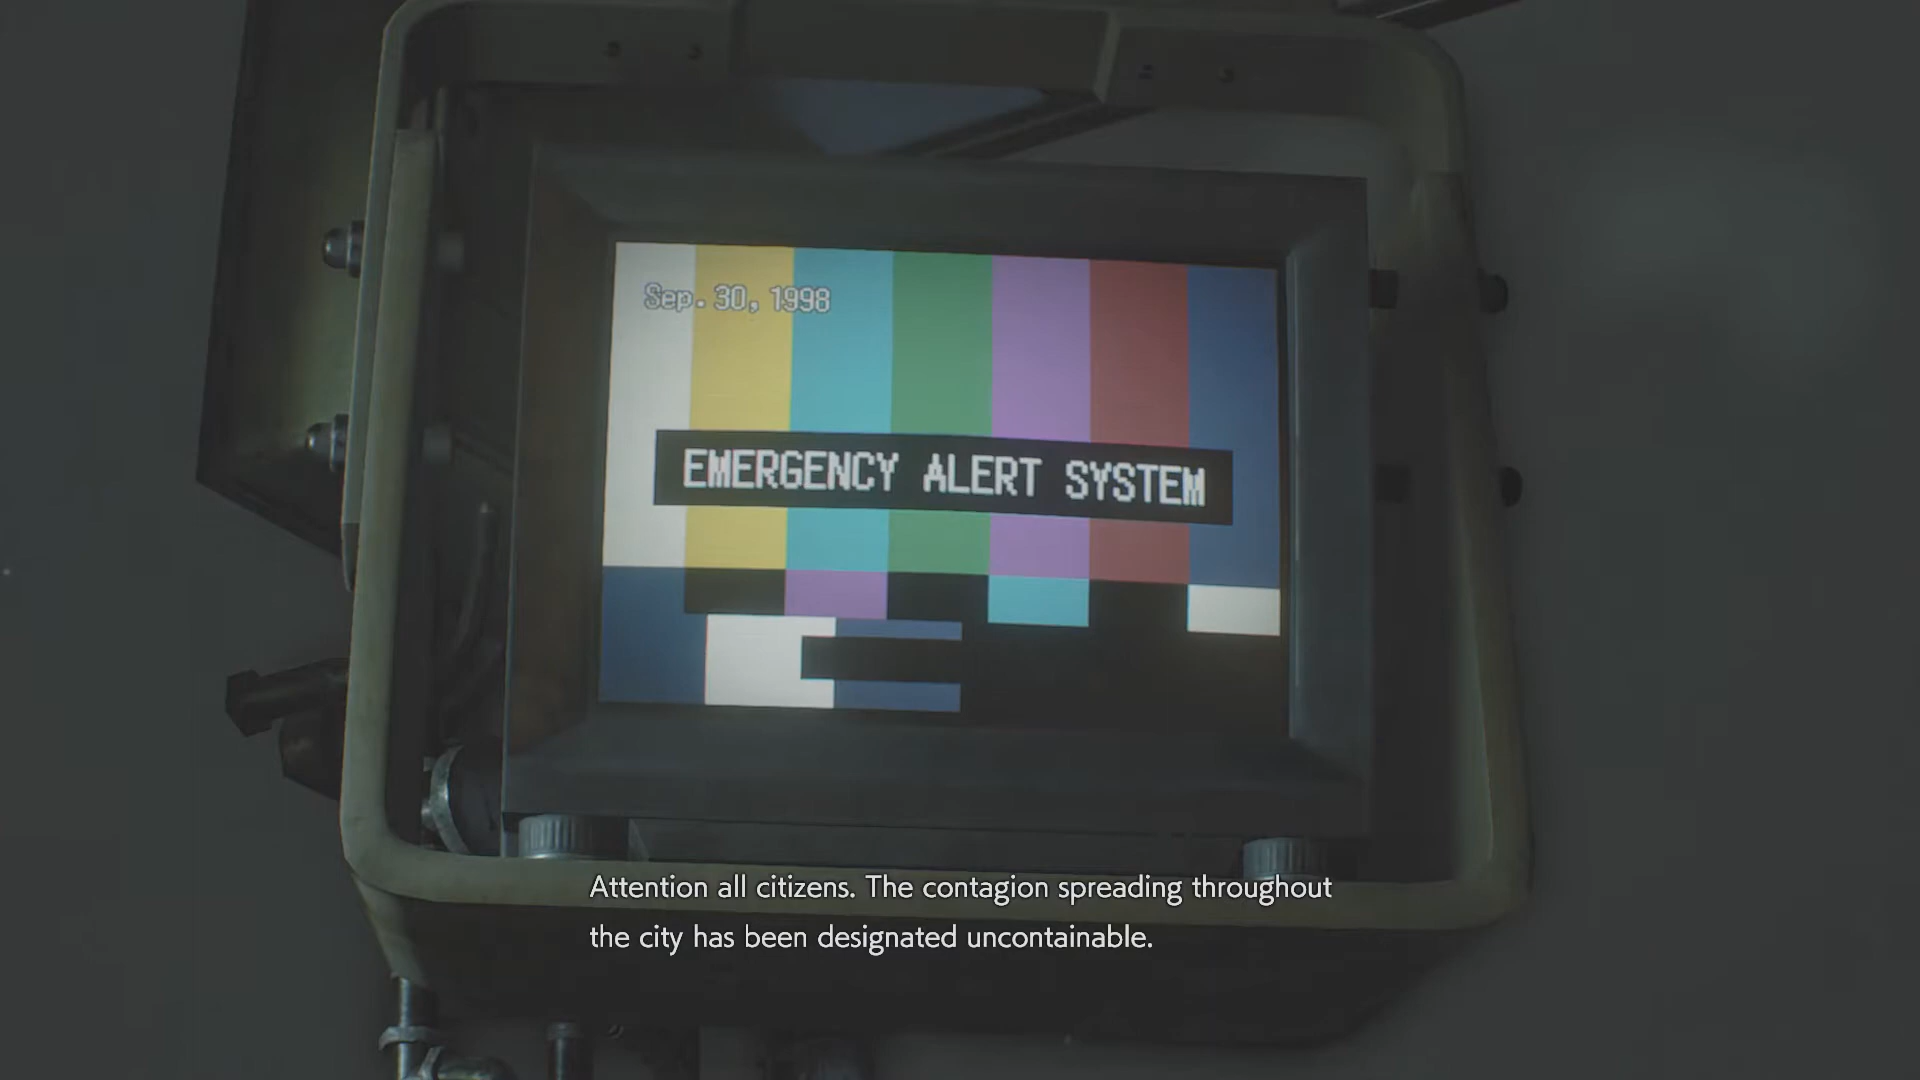 Sep. 30, 1998
EMERGENCY ALERT SYSTEM
Attention all citizens. The contagion spreading throughout
the city has been designated uncontainable.